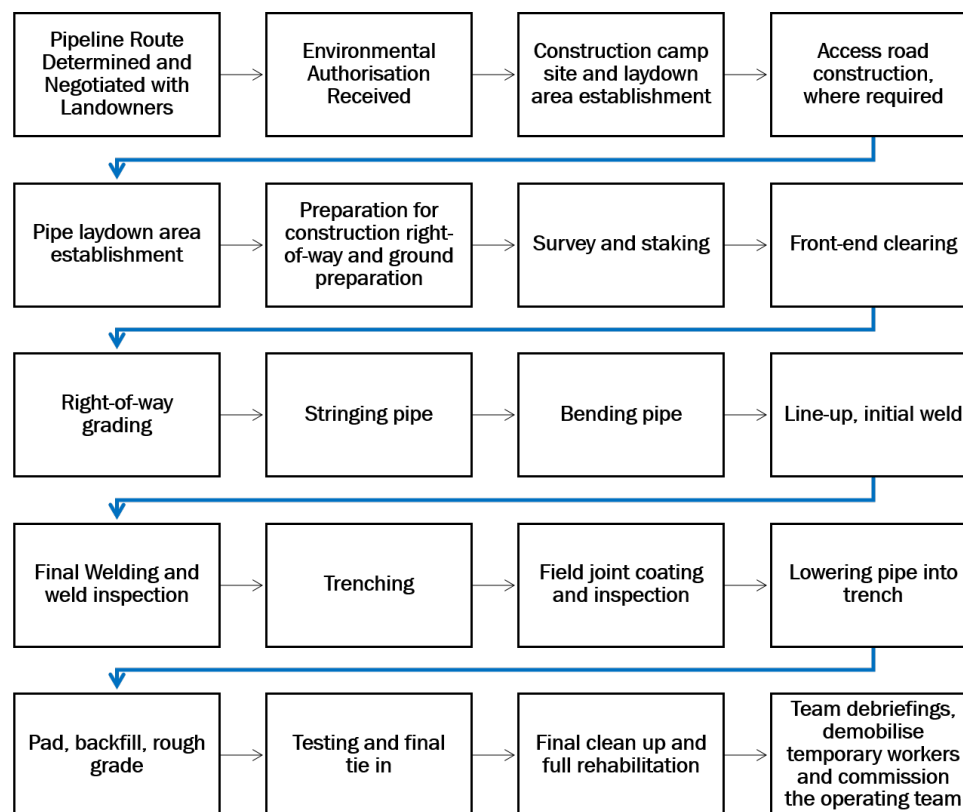 Pipeline Route
Determined and
Negotiated with
Landowners
Environmental
Authorisation
Received
Construction camp
site and laydown
area establishment
Access road
construction,
where required
Pipe laydown area
establishment
Preparation for
construction right-
of-way and ground
preparation
Survey and staking
Front-end clearing
Right-of-way
grading
Stringing pipe
Bending pipe
Line-up, initial weld
Final Welding and
weld inspection
Trenching
Field joint coating
and inspection
Lowering pipe into
trench
Pad, backfill, rough
grade
Testing and final
tie in
Final clean up and
full rehabilitation
Team debriefings,
demobilise
temporary workers
and commission
the operating team